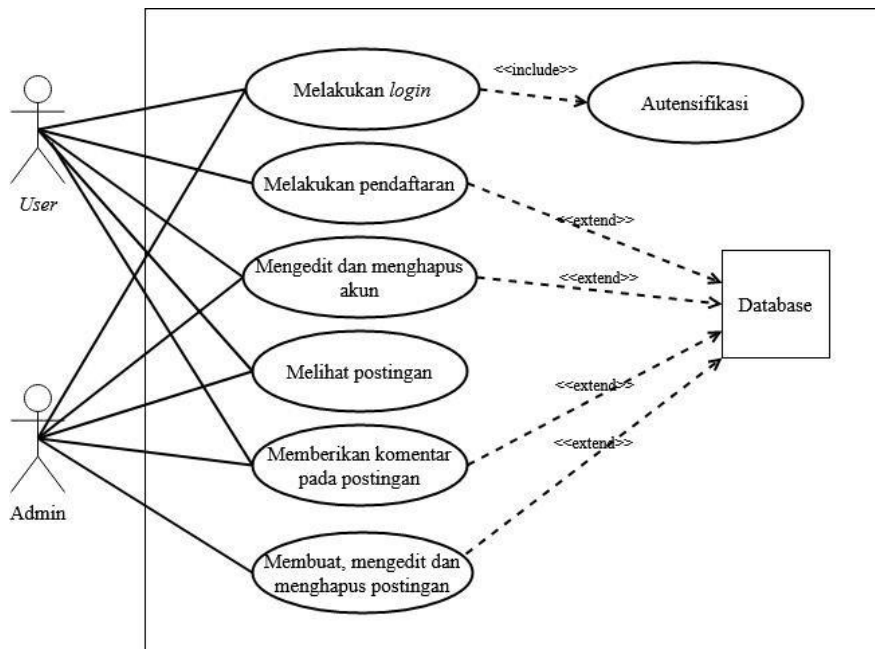 <<include>>
Melakukan login
Autensifikasi
User
Melakukan pendaftaran
<<extend>>
Mengedit dan menghapus
akun
<<extend>>
Database
Melihat postingan
<<extend>>
Admin
Memberikan komentar
pada postingan
<<extend>>
Membuat, mengedit dan
menghapus postingan